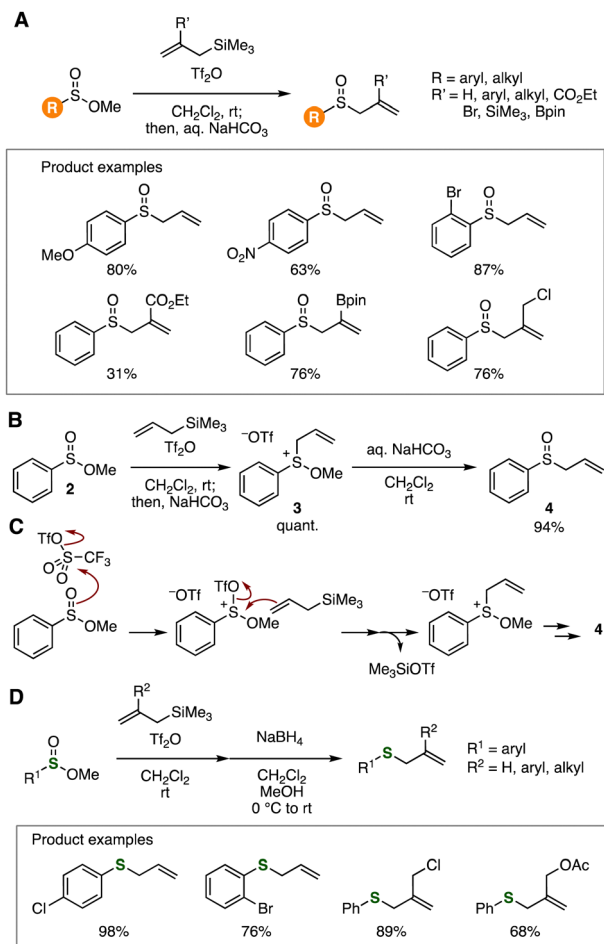 A
R'
SiMe3
Tf2O
O
R S OMe
CH2Cl2, rt;
then, aq. NaHCO3
O R'
R S
R = aryl, alkyl
R' = H, aryl, alkyl, CO2Et
Br, SiMe3, Bpin
Product examples
O
S
MeO
80%
O
S
O2N
63%
Br O
S
87%
O CO2Et
S
31%
O Bpin
S
76%
O Cl
S
76%
B
O
S OMe
2
SiMe3
Tf2O
CH2Cl2, rt;
then, NaHCO3
−OTf
+
S OMe
3
quant.
aq. NaHCO3
CH2Cl2
rt
O
S
4
94%
C
TfO
S CF3
O O
O
S OMe
−OTf TfO
+
S OMe
SiMe3
Me3SiOTf
−OTf
+
S OMe
4
D
R2
SiMe3
Tf2O
O
R1 S OMe
CH2Cl2
rt
NaBH4
CH2Cl2
MeOH
0 °C to rt
R2
R1 S
R1 = aryl
R2 = H, aryl, alkyl
Product examples
S
Cl
98%
S
Br
76%
Cl
Ph S
89%
OAc
Ph S
68%